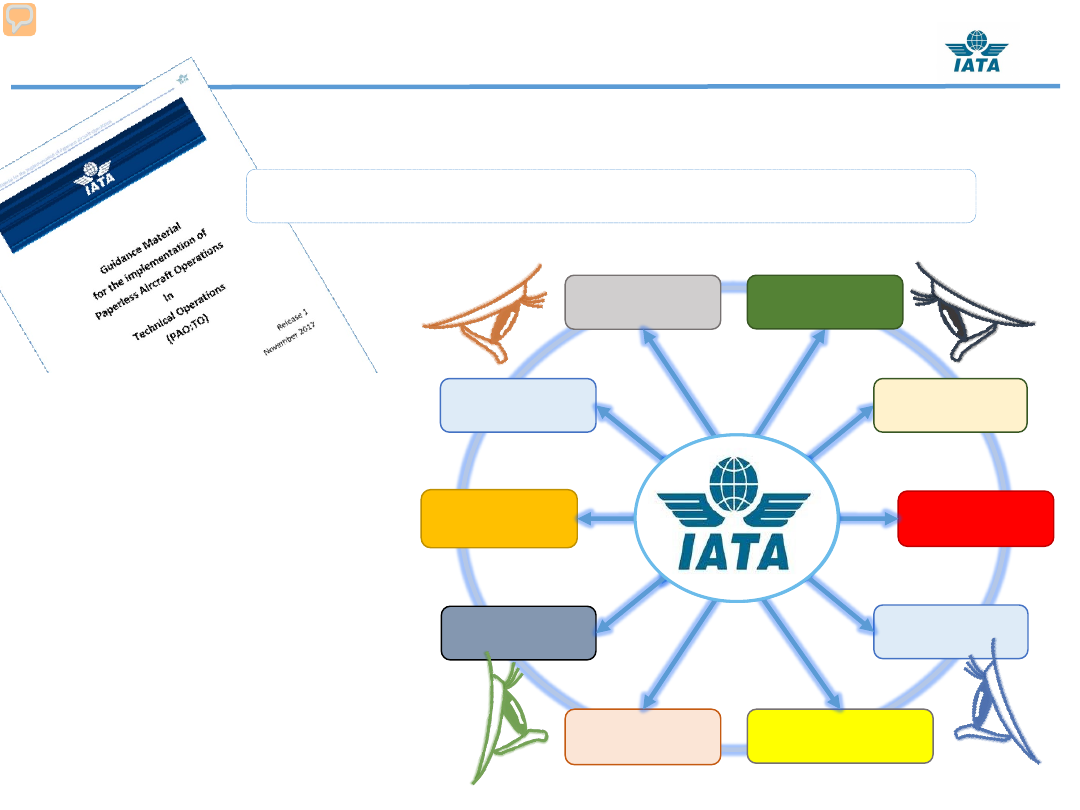 IATA
IATA
Guidance Material
for the implementation of
Paperless Aircraft Operations
in
Technical Operations
(PAO:TO)
Release 1
November 2017
IATA